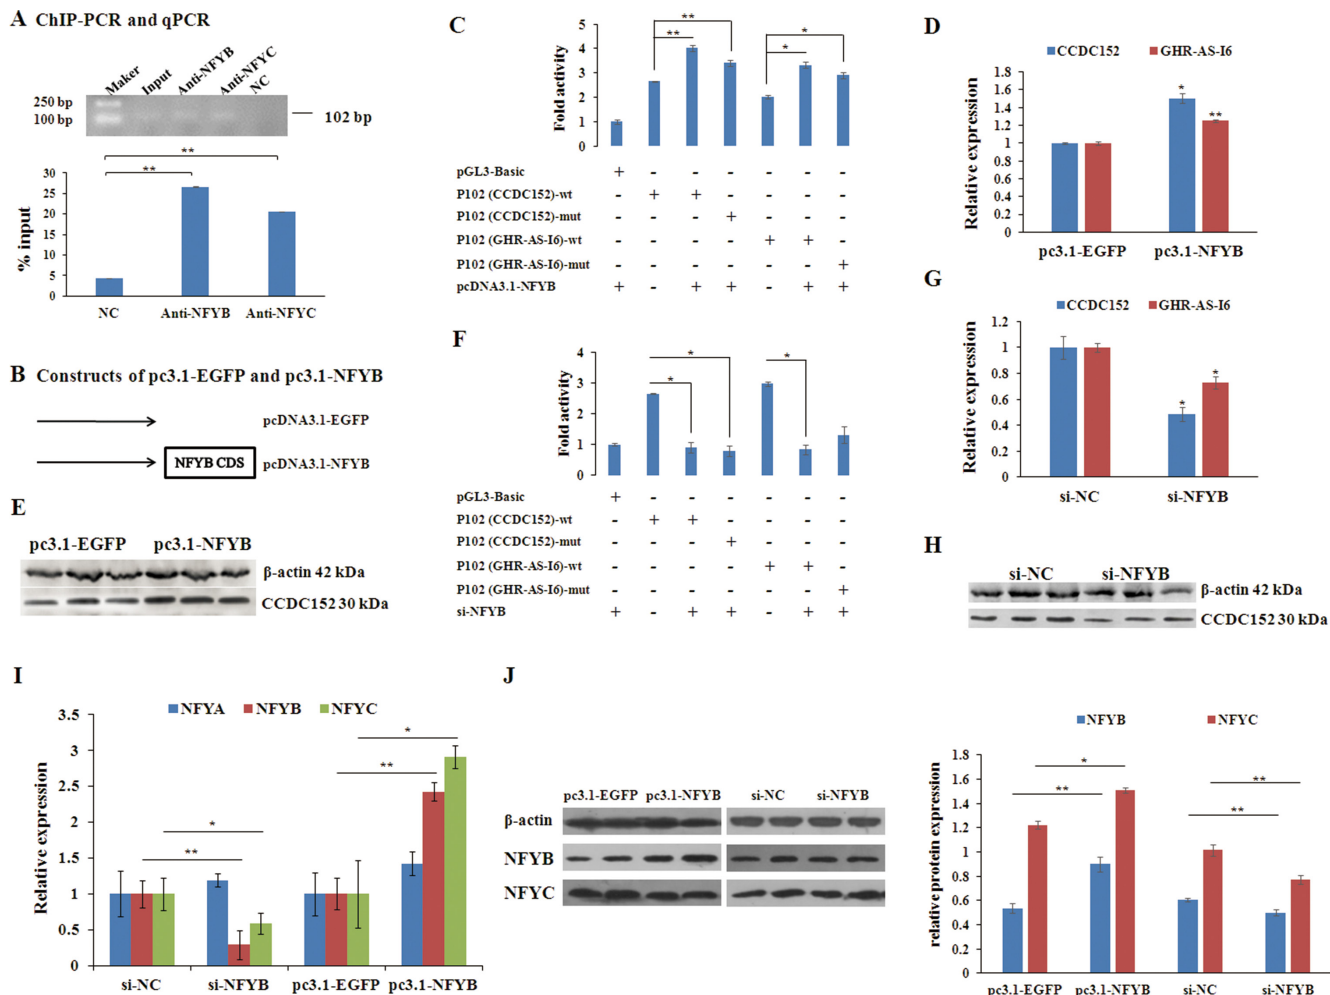 A ChIP-PCR and qPCR
Maker Input Anti-NFYB Anti-NFYC NC
250 bp
100 bp
102 bp
** 
**
30
25
20
15
10
5
0
% input
NC Anti-NFYB Anti-NFYC
B Constructs of pc3.1-EGFP and pc3.1-NFYB
pcDNA3.1-EGFP
NFYB CDS pcDNA3.1-NFYB
E
pc3.1-EGFP pc3.1-NFYB
β-actin 42 kDa
CCDC152 30 kDa
C
**
**
*
*
5
4
3
2
1
0
Fold activity
pGL3-Basic + - - - - - -
P102 (CCDC152)-wt - + + - - - -
P102 (CCDC152)-mut - - - + - - -
P102 (GHR-AS-I6)-wt - - - - + + -
P102 (GHR-AS-I6)-mut - - - - - - +
pcDNA3.1-NFYB + - + + - + +
F
*
*
*
4
3
2
1
0
Fold activity
pGL3-Basic + - - - - - -
P102 (CCDC152)-wt - + + - - - -
P102 (CCDC152)-mut - - - + - - -
P102 (GHR-AS-I6)-wt - - - - + + -
P102 (GHR-AS-I6)-mut - - - - - - +
si-NFYB + - + + - + +
D
CCDC152 GHR-AS-I6
1.8
1.6
1.4
1.2
1
0.8
0.6
0.4
0.2
0
Relative expression
*
**
pc3.1-EGFP pc3.1-NFYB
G
CCDC152 GHR-AS-I6
1.2
1
0.8
0.6
0.4
0.2
0
Relative expression
*
*
si-NC si-NFYB
H
si-NC si-NFYB
β-actin 42 kDa
CCDC152 30 kDa
I
NFYA NFYB NFYC
3.5
3
2.5
2
1.5
1
0.5
0
Relative expression
*
**
*
**
si-NC si-NFYB pc3.1-EGFP pc3.1-NFYB
J
pc3.1-EGFP pc3.1-NFYB si-NC si-NFYB
β-actin
NFYB
NFYC
NFYB NFYC
1.8
1.6
1.4
1.2
1
0.8
0.6
0.4
0.2
0
relative protein expression
*
**
**
**
pc3.1-EGFP pc3.1-NFYB si-NC si-NFYB